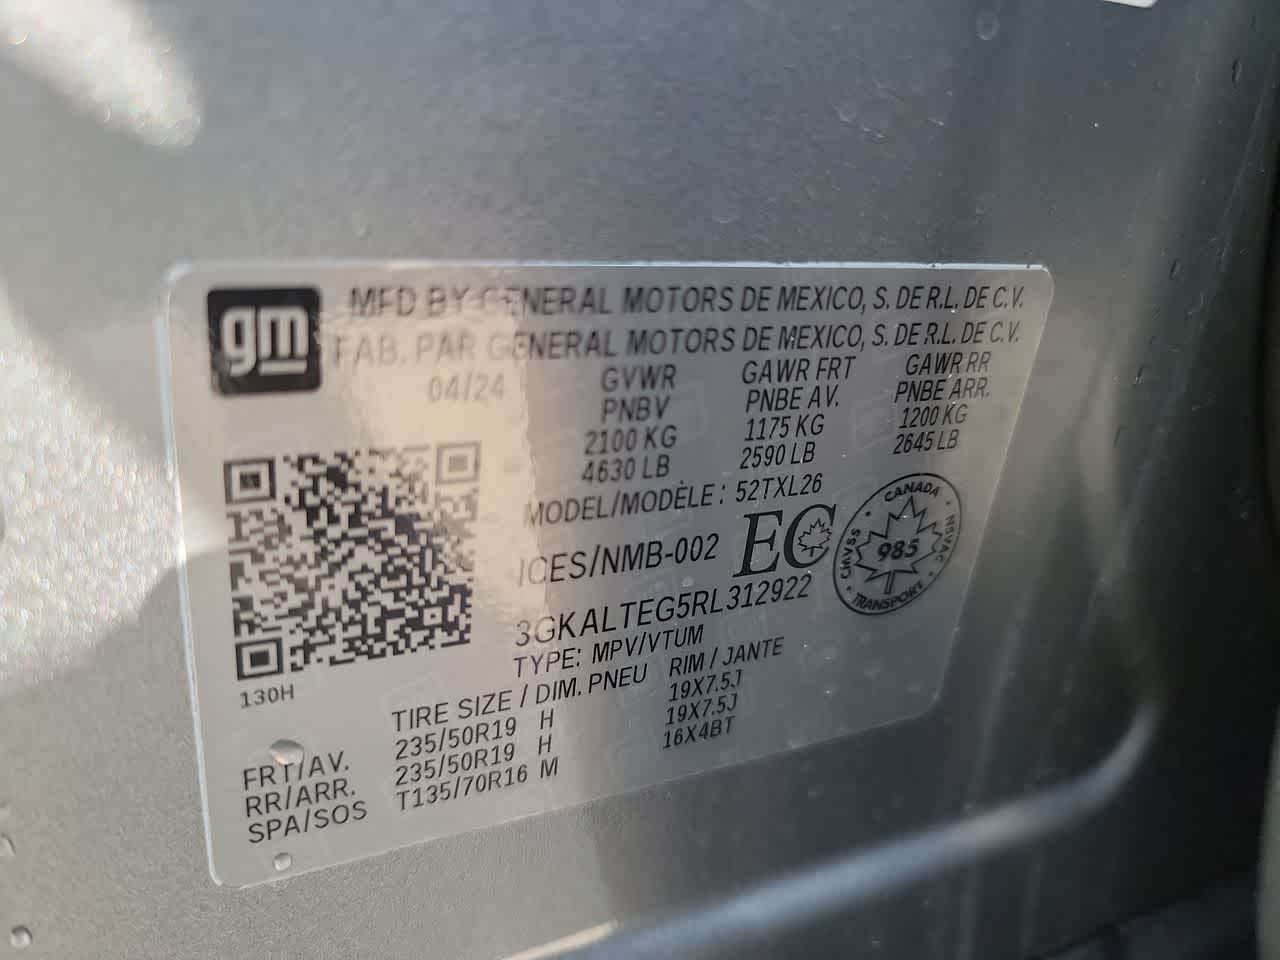 gm
MFD BY GENERAL MOTORS DE MEXICO, S. DE R.L. DE C.V.
FAB. PAR GENERAL MOTORS DE MEXICO, S. DE R.L. DE C.V.
04/24 GVWR GAWR FRT GAWR RR
PNBV PNBE AV. PNBE ARR.
2100 KG 1175 KG 1200 KG
4630 LB 2590 LB 2645 LB
MODEL/MODÈLE : 52TXL26
ICES/NMB-002 EC
CANADA
CMVSS 985 NSVAC
TRANSPORT
3GKALTEG5RL312922
TYPE: MPV/VTUM
130H
TIRE SIZE / DIM. PNEU RIM / JANTE
FRT/AV. 235/50R19 H 19X7.5J
RR/ARR. 235/50R19 H 19X7.5J
SPA/SOS T135/70R16 M 16X4BT